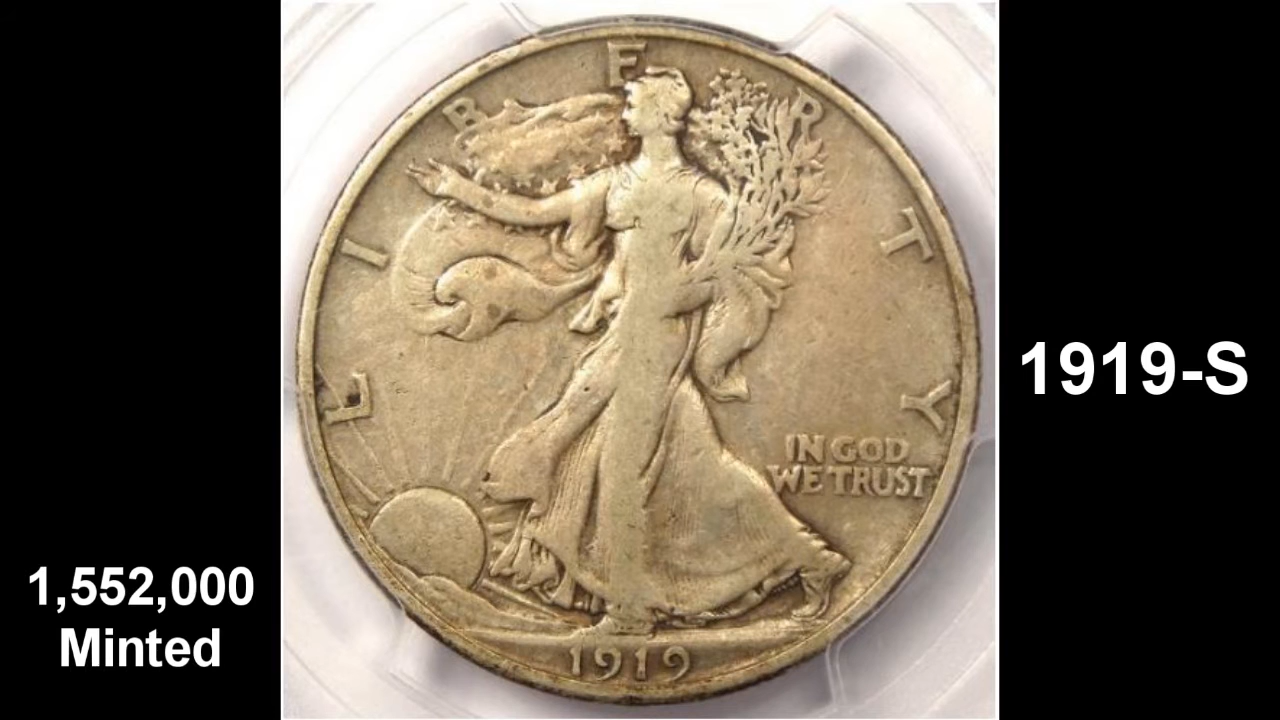 LIBERTY
IN GOD
WE TRUST
1919
1919-S
1,552,000
Minted